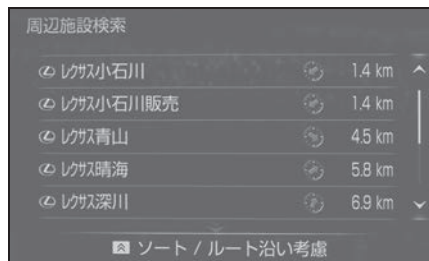 周辺施設検索
レクサス小石川 1.4 km
レクサス小石川販売 1.4 km
レクサス青山 4.5 km
レクサス晴海 5.8 km
レクサス深川 6.9 km
ソート / ルート沿い考慮